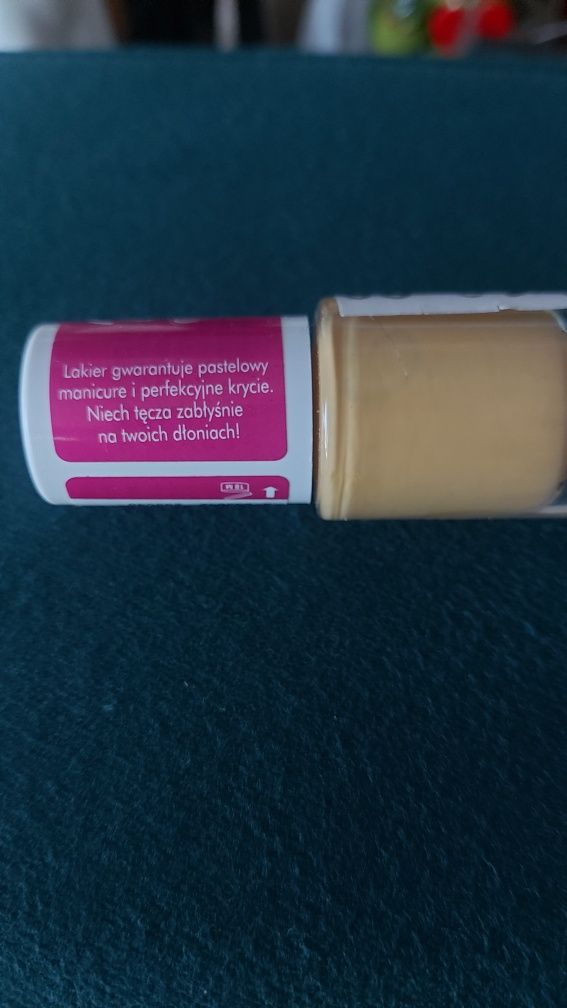 Lakier gwarantuje pastelowy
manicure i perfekcyjne krycie.
Niech tęcza zabłyśnie
na twoich dłoniach!